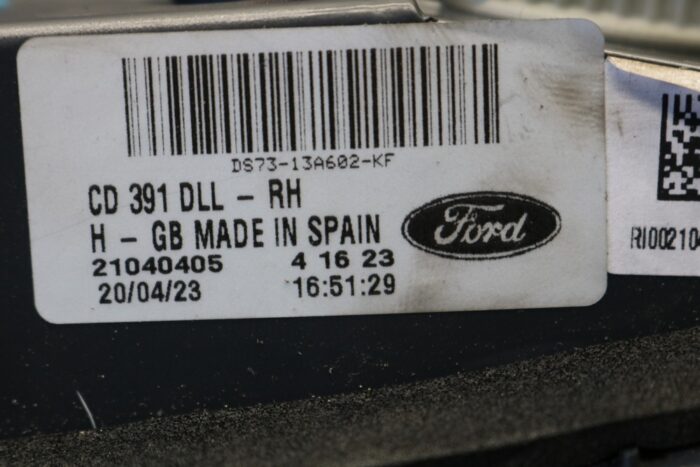 DS73-13A602-KF
CD 391 DLL - RH
H - GB MADE IN SPAIN
Ford
21040405 4 16 23
20/04/23 16:51:29
RI00210